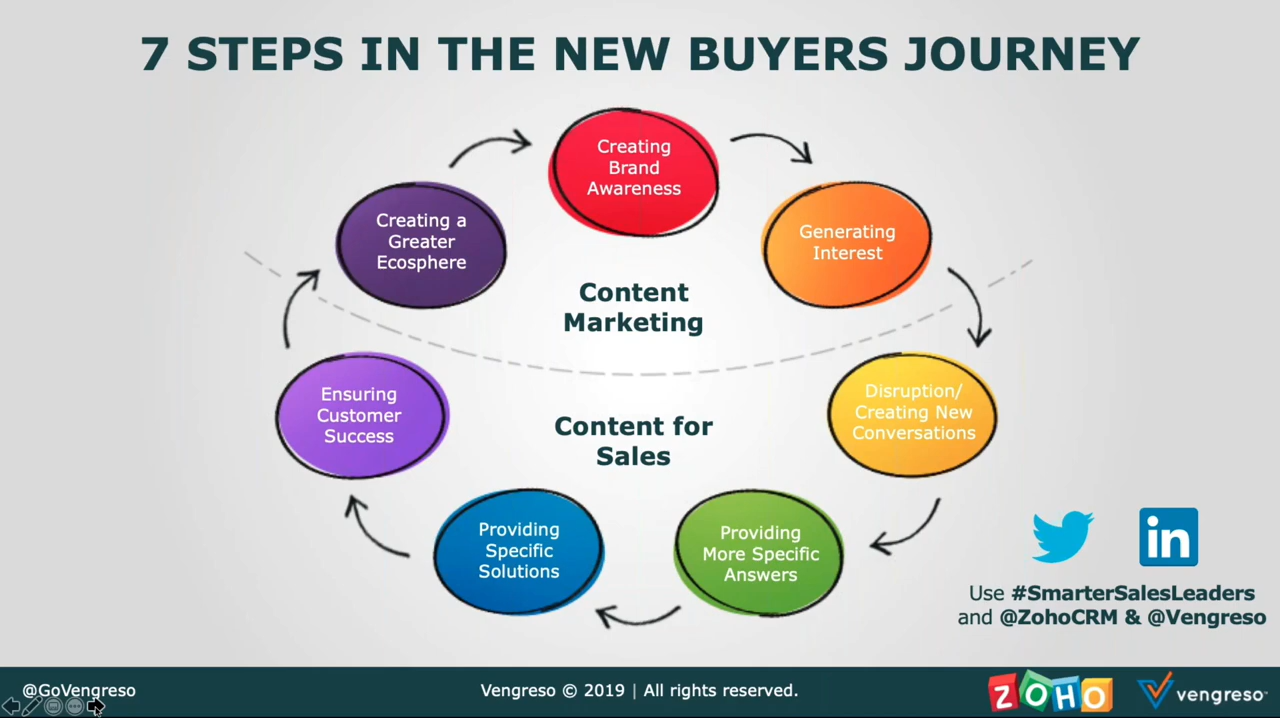 7 STEPS IN THE NEW BUYERS JOURNEY
Creating
Brand
Awareness
Generating
Interest
Disruption/
Creating New
Conversations
Providing
More Specific
Answers
Providing
Specific
Solutions
Ensuring
Customer
Success
Creating a
Greater
Ecosphere
Content
Marketing
Content for
Sales
in
Use #SmarterSalesLeaders
and @ZohoCRM & @Vengreso
@GoVengreso
Vengreso © 2019 | All rights reserved.
ZOHO
vengreso™